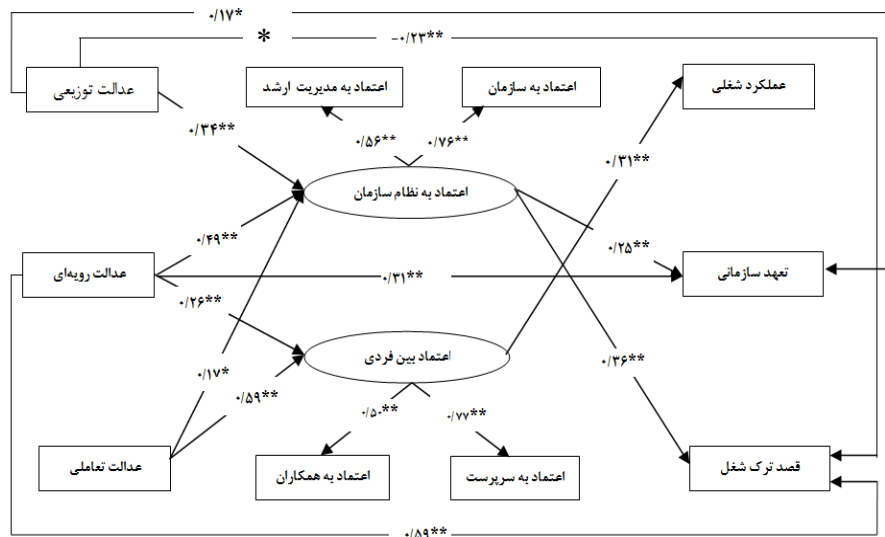 ۰/۱۷*
*
-۰/۲۳**
عدالت توزیعی
اعتماد به مدیریت ارشد
اعتماد به سازمان
عملکرد شغلی
۰/۳۴**
۰/۵۶**
۰/۷۶**
۰/۳۱**
اعتماد به نظام سازمان
۰/۴۹**
۰/۲۵**
عدالت رویه‌ای
۰/۳۱**
تعهد سازمانی
۰/۲۶**
اعتماد بین فردی
۰/۳۶**
۰/۱۷*
۰/۵۹**
۰/۵۰**
۰/۷۷**
عدالت تعاملی
اعتماد به همکاران
اعتماد به سرپرست
قصد ترک شغل
۰/۵۹**